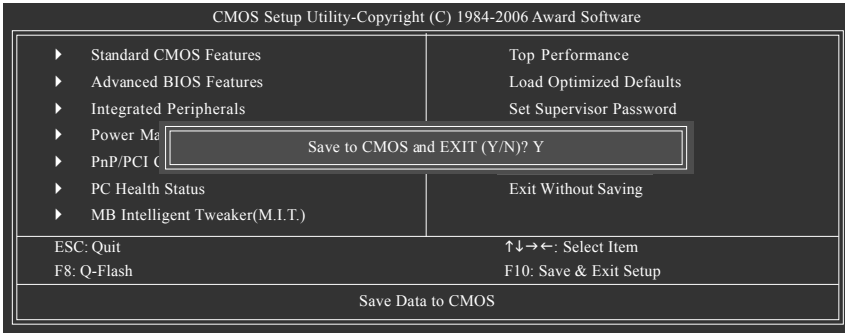 CMOS Setup Utility-Copyright (C) 1984-2006 Award Software
Standard CMOS Features
Top Performance
Advanced BIOS Features
Load Optimized Defaults
Integrated Peripherals
Set Supervisor Password
Power
PnP/PCI
Save to CMOS and EXIT (Y/N)? Y
PC Health Status
Exit Without Saving
MB Intelligent Tweaker(M.I.T.)
ESC: Quit
↑↓→←: Select Item
F8: Q-Flash
F10: Save & Exit Setup
Save Data to CMOS